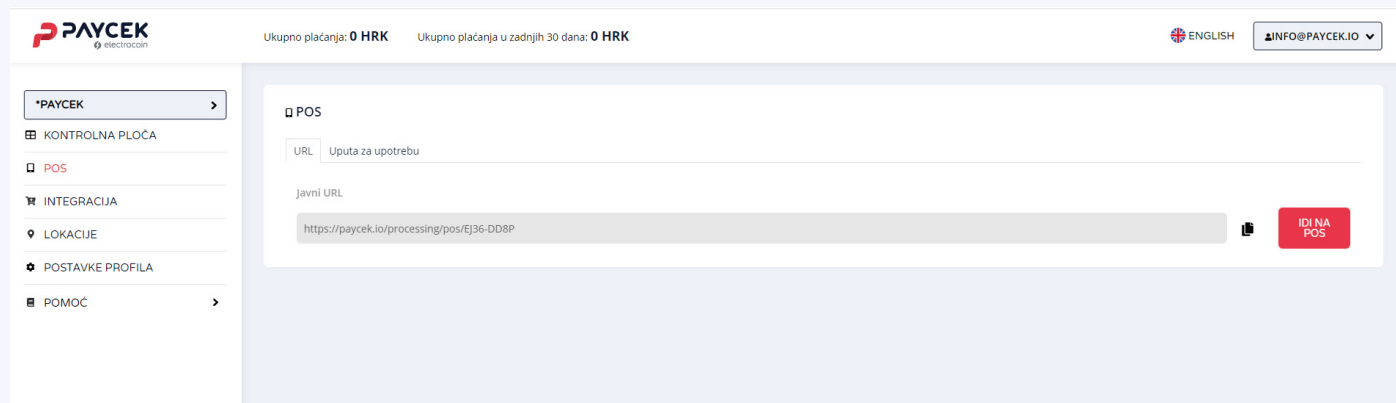 PAYCEK
electrocoin
Ukupno plaćanja: 0 HRK
Ukupno plaćanja u zadnjih 30 dana: 0 HRK
ENGLISH
INFO@PAYCEK.IO
*PAYCEK
KONTROLNA PLOČA
POS
INTEGRACIJA
LOKACIJE
POSTAVKE PROFILA
POMOĆ
POS
URL
Uputa za upotrebu
Javni URL
https://paycek.io/processing/pos/EJ36-DD8P
IDI NA
POS